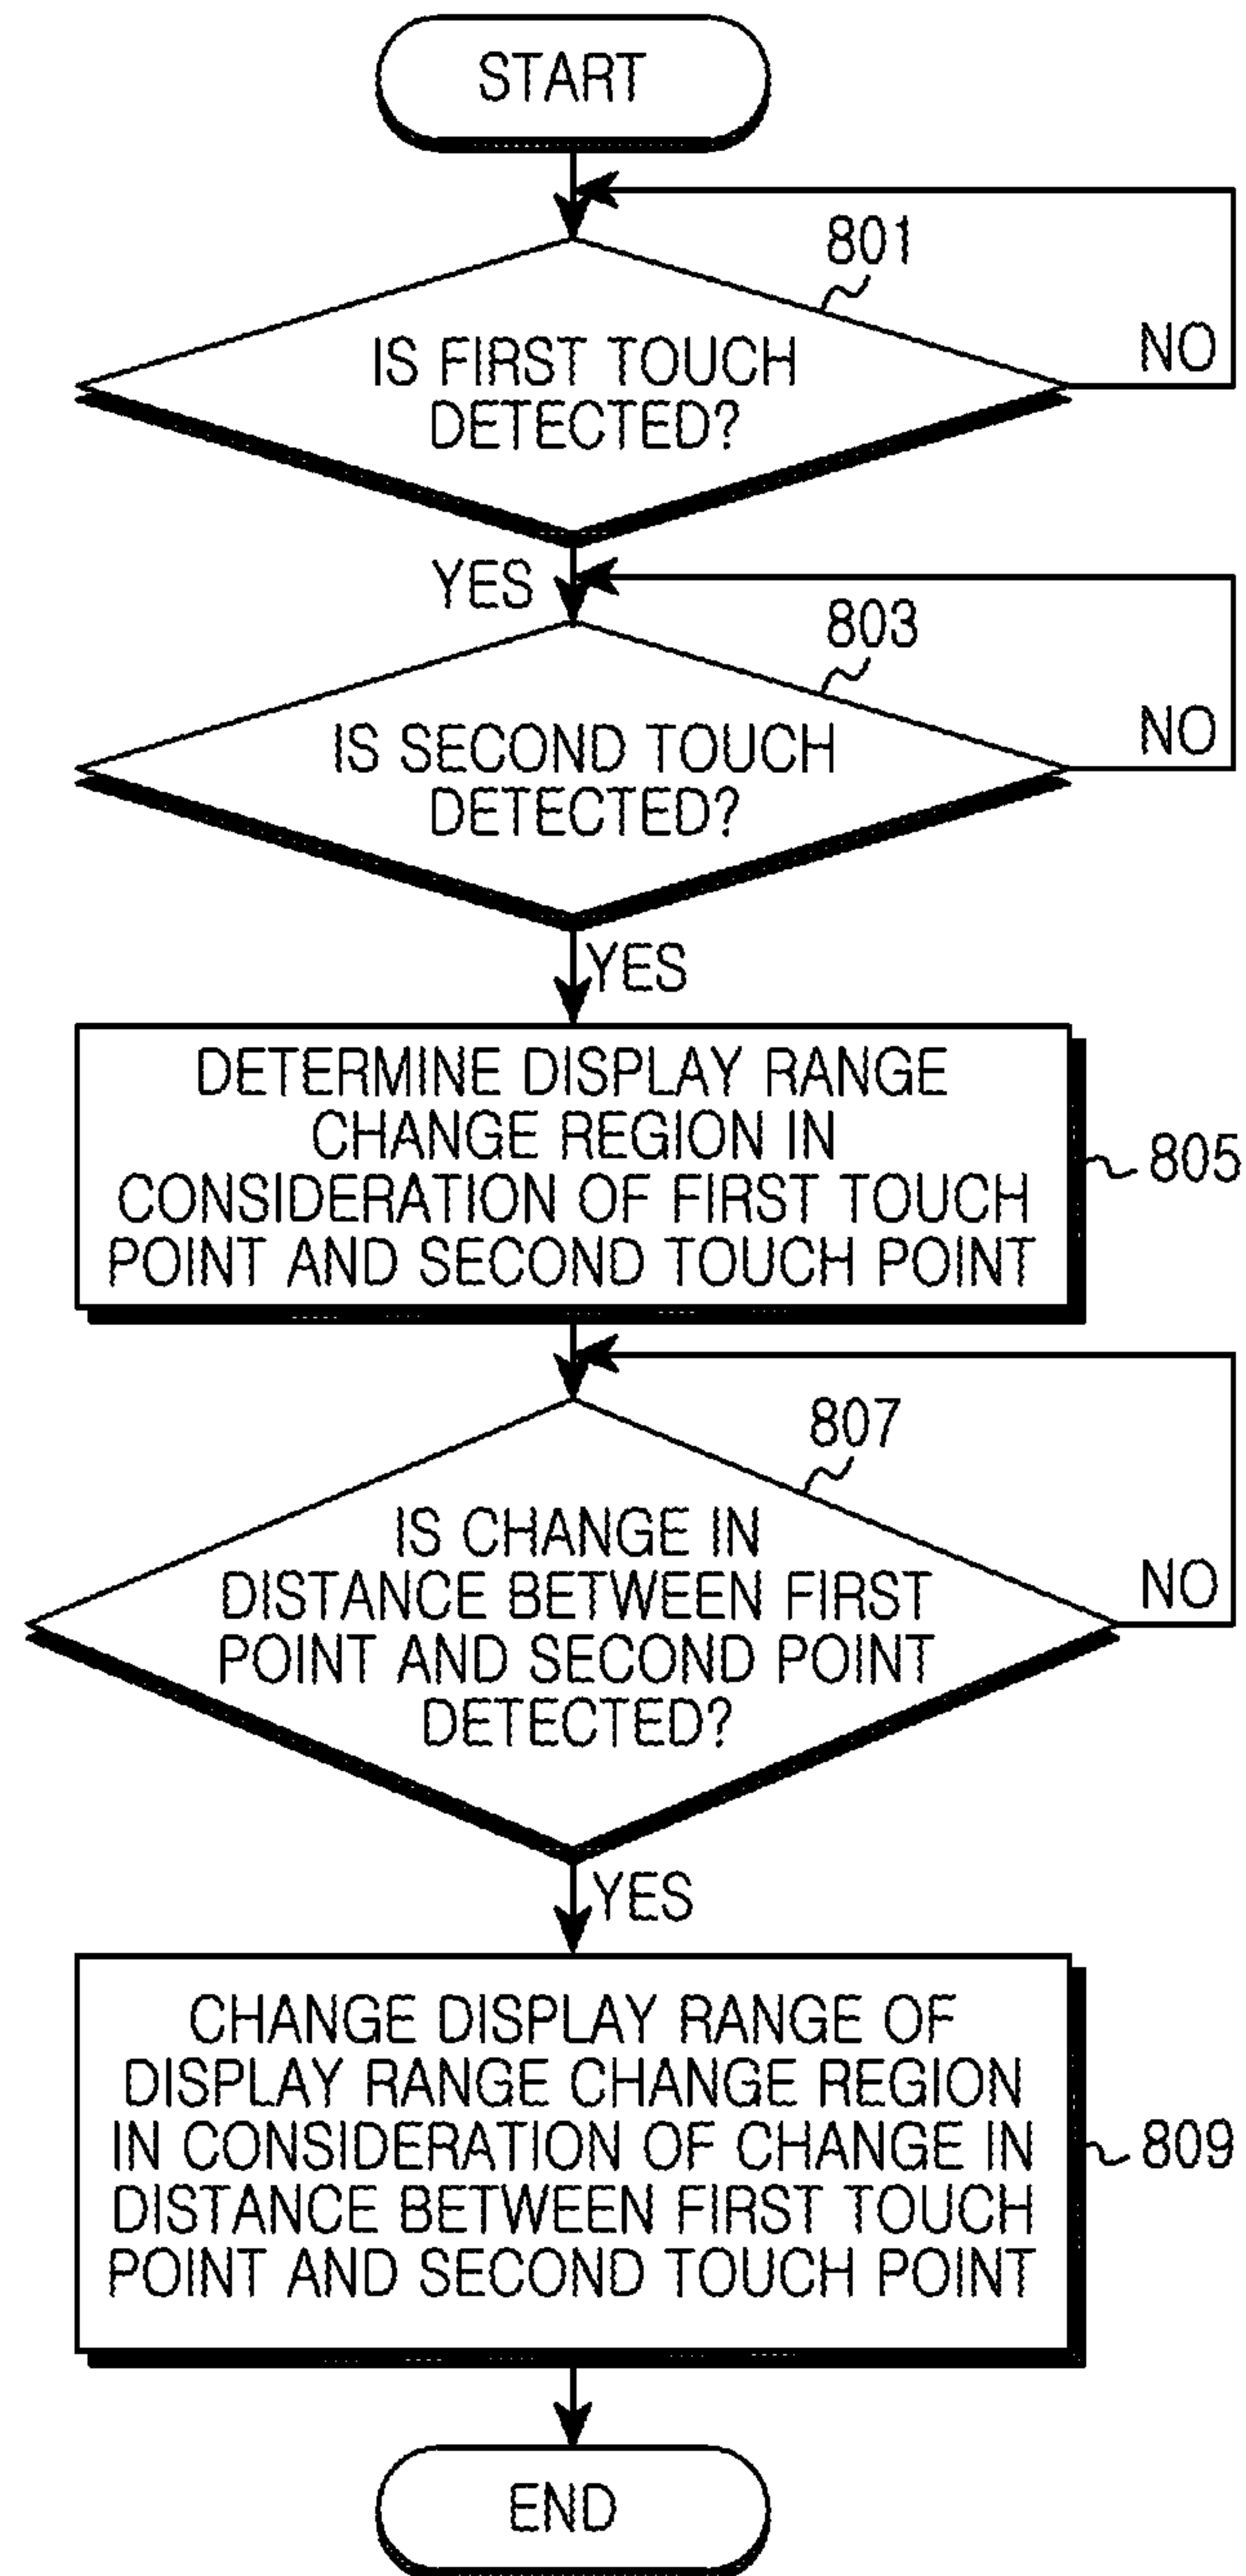 START
801
IS FIRST TOUCH
DETECTED?
NO
YES
803
IS SECOND TOUCH
DETECTED?
NO
YES
DETERMINE DISPLAY RANGE
CHANGE REGION IN
CONSIDERATION OF FIRST TOUCH
POINT AND SECOND TOUCH POINT
805
807
IS CHANGE IN
DISTANCE BETWEEN FIRST
POINT AND SECOND POINT
DETECTED?
NO
YES
CHANGE DISPLAY RANGE OF
DISPLAY RANGE CHANGE REGION
IN CONSIDERATION OF CHANGE IN
DISTANCE BETWEEN FIRST TOUCH
POINT AND SECOND TOUCH POINT
809
END